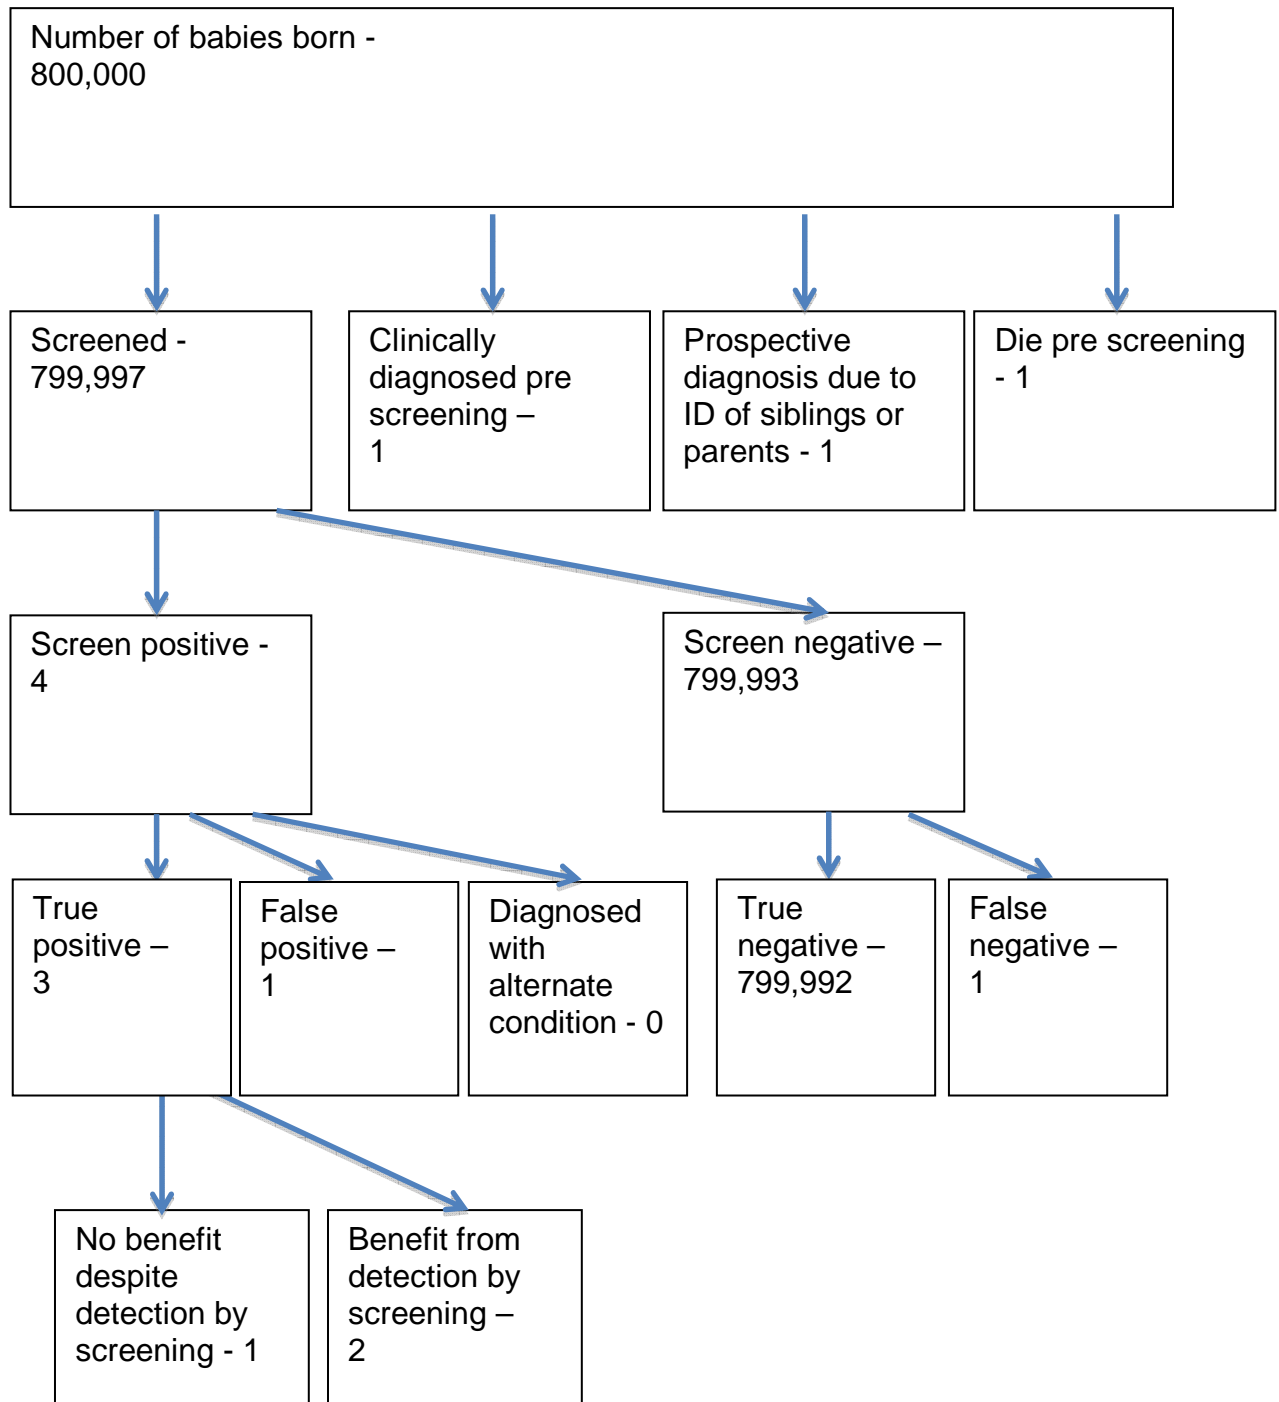 Number of babies born -
800,000
Screened -
799,997
Clinically
diagnosed pre
screening –
1
Prospective
diagnosis due to
ID of siblings or
parents - 1
Die pre screening
- 1
Screen positive -
4
Screen negative –
799,993
True
positive –
3
False
positive –
1
Diagnosed
with
alternate
condition - 0
True
negative –
799,992
False
negative –
1
No benefit
despite
detection by
screening - 1
Benefit from
detection by
screening –
2